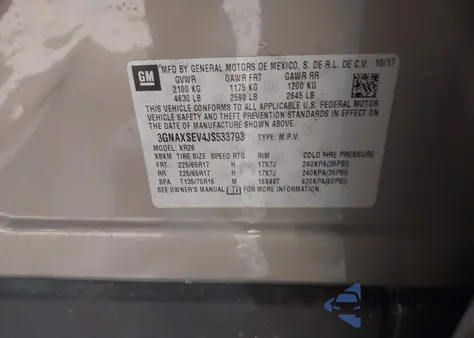 GM
MFD BY GENERAL MOTORS DE MEXICO, S. DE R.L. DE C.V. 10/17
GVWR GAWR FRT GAWR RR
2100 KG 1175 KG 1200 KG
4630 LB 2590 LB 2645 LB
THIS VEHICLE CONFORMS TO ALL APPLICABLE U.S. FEDERAL MOTOR
VEHICLE SAFETY AND THEFT PREVENTION STANDARDS IN EFFECT
ON THE DATE OF MANUFACTURE SHOWN ABOVE.
3GNAXSEV4JS533793 TYPE: M.P.V.
MODEL: XR26
TIRE SIZE SPEED RTG RIM COLD TIRE PRESSURE
FRT 225/65R17 H 17X7J 240KPA(35PSI)
RR 225/65R17 H 17X7J 240KPA(35PSI)
SPA T135/70R16 M 16X4BT 420KPA(60PSI)
SEE OWNER'S MANUAL FOR ADDITIONAL INFORMATION.